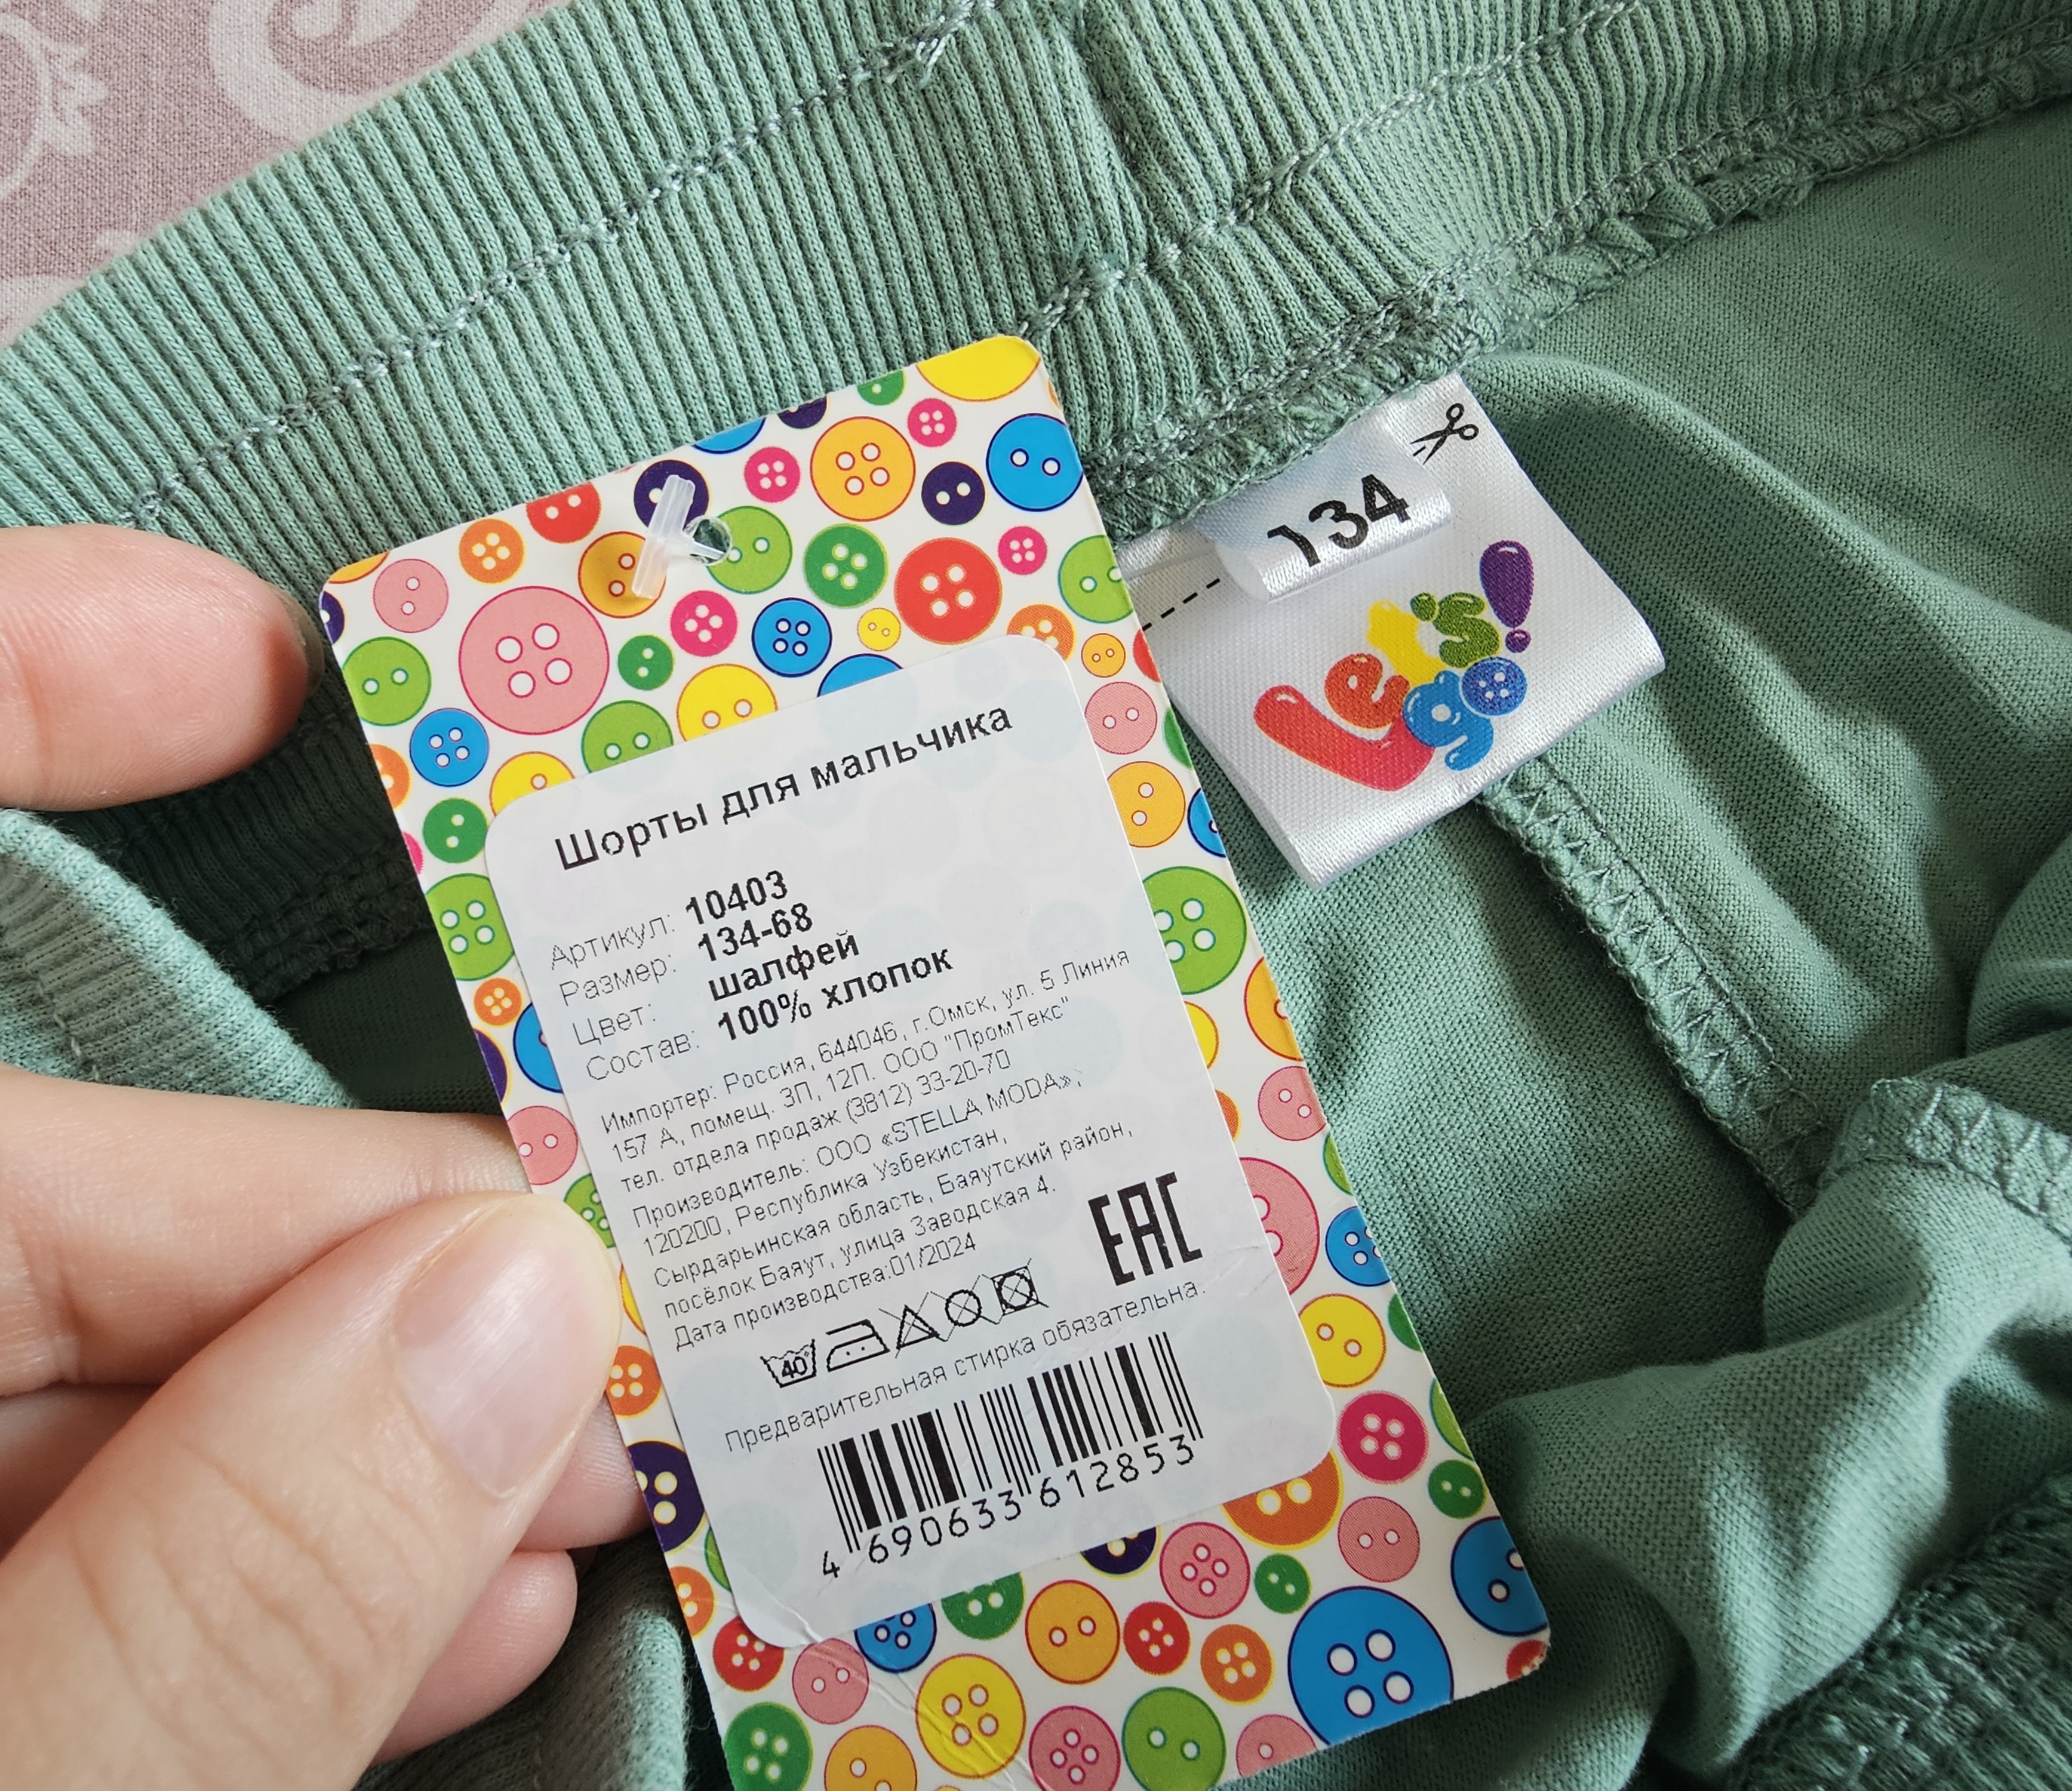 134
Let's!
go
Шорты для мальчика
Артикул: 10403
Размер: 134-68
Цвет: шалфей
Состав: 100% хлопок
Импортер: Россия, 644046, г.Омск, ул. 5 Линия
157 А, помещ. 3П, 12П. ООО "ПромТекс"
тел. отдела продаж (3812) 33-20-70
Производитель: ООО «STELLA MODA»,
120200, Республика Узбекистан,
Сырдарьинская область, Баяутский район,
посёлок Баяут, улица Заводская 4.
Дата производства:01/2024
EAC
40
Предварительная стирка обязательна.
4 690633 612853